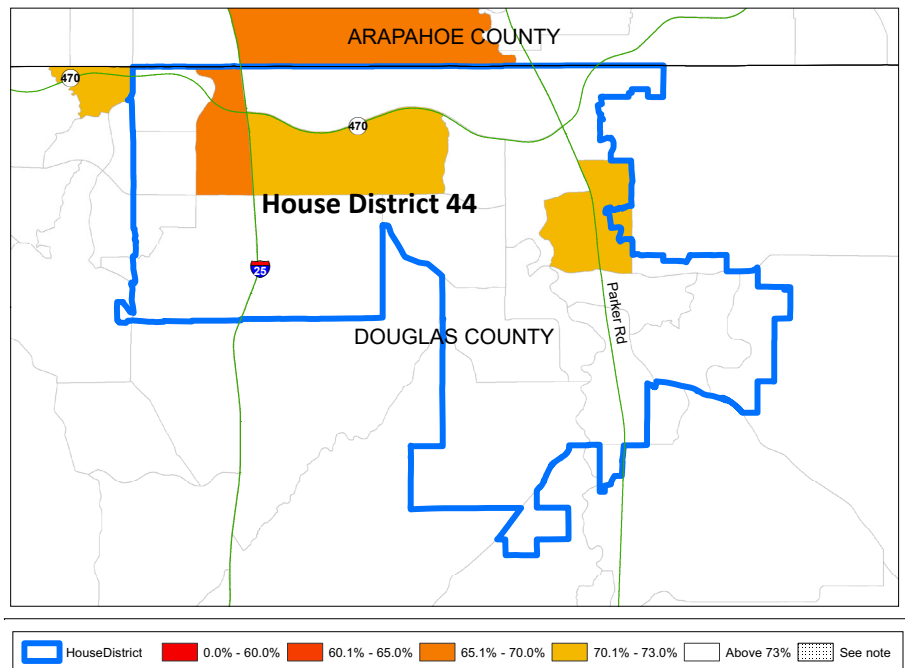 ARAPAHOE COUNTY
470
470
House District 44
25
Parker Rd
DOUGLAS COUNTY
HouseDistrict 0.0% - 60.0% 60.1% - 65.0% 65.1% - 70.0% 70.1% - 73.0% Above 73% See note